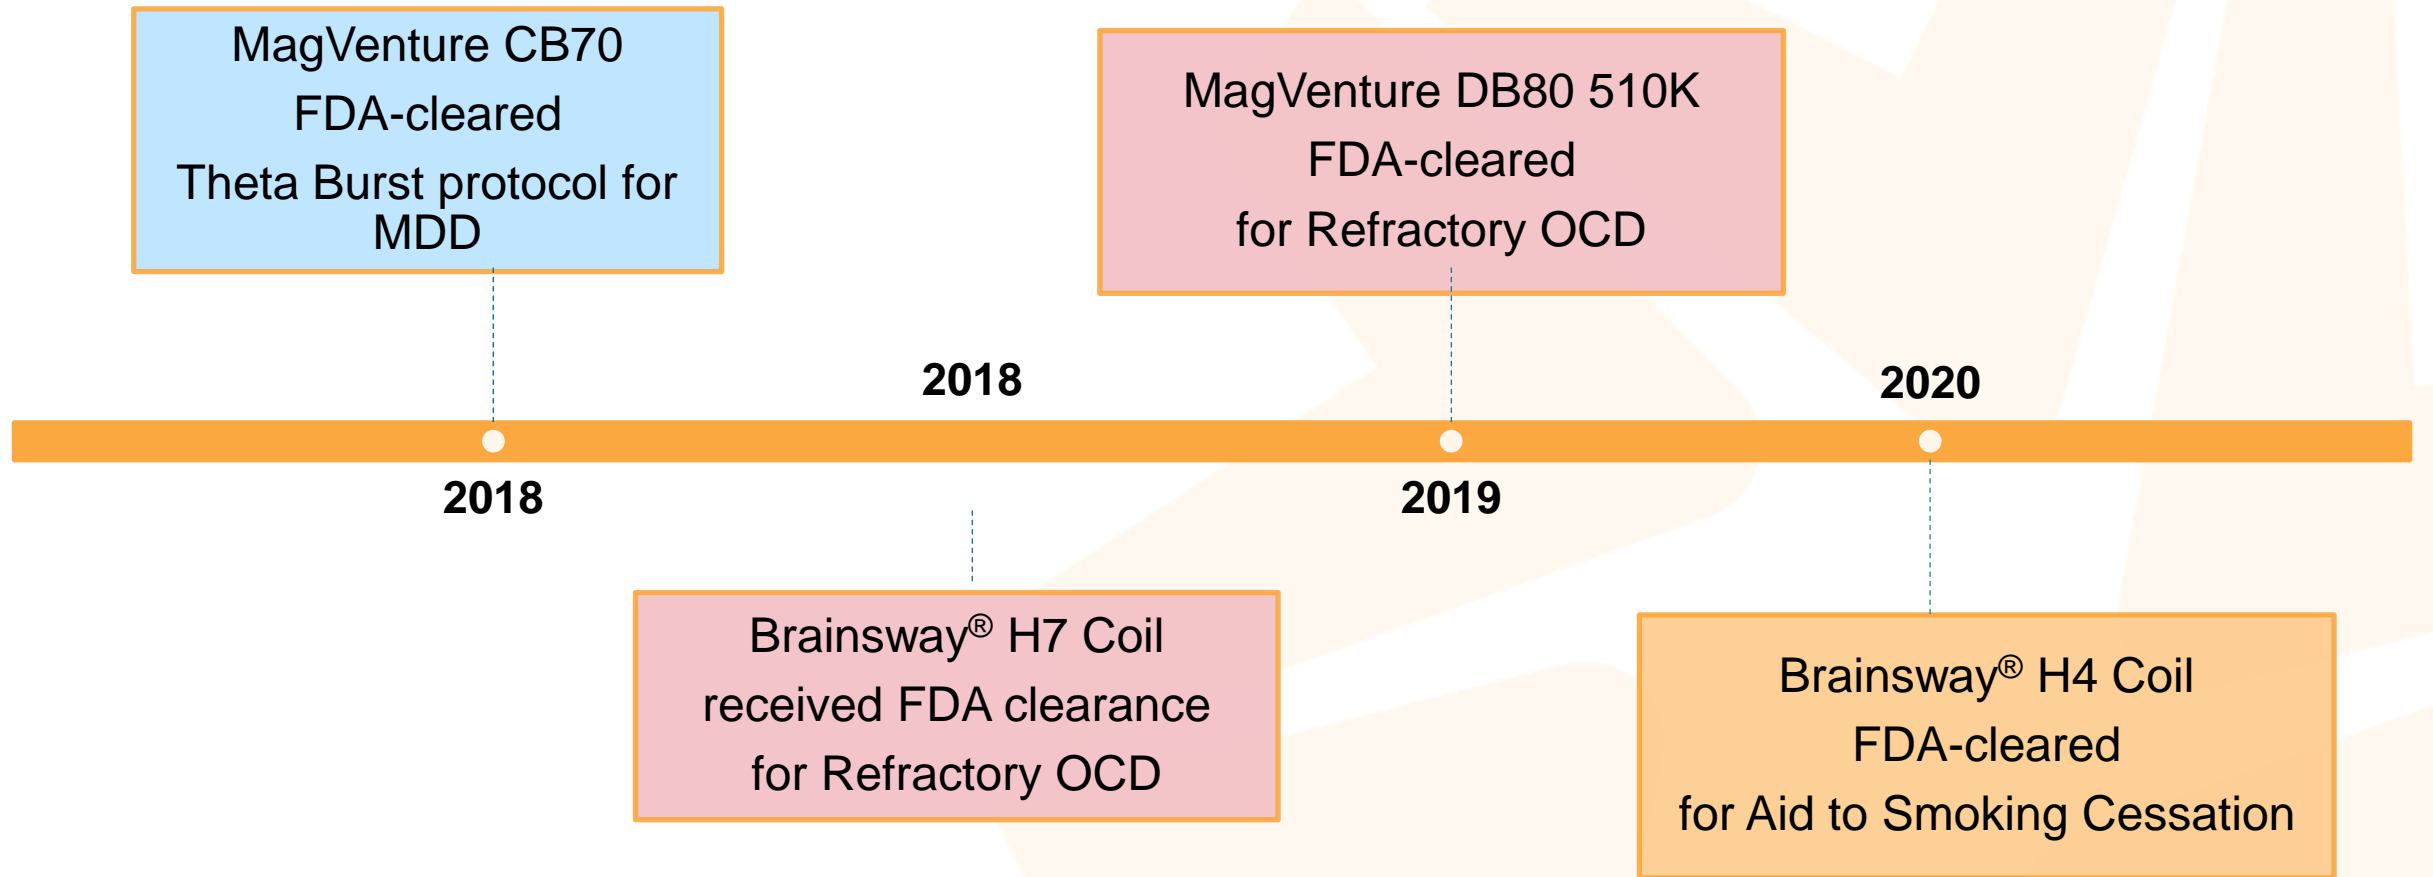 MagVenture CB70
FDA-cleared
Theta Burst protocol for
MDD
2018
2018
Brainsway® H7 Coil
received FDA clearance
for Refractory OCD
MagVenture DB80 510K
FDA-cleared
for Refractory OCD
2019
2020
Brainsway® H4 Coil
FDA-cleared
for Aid to Smoking Cessation